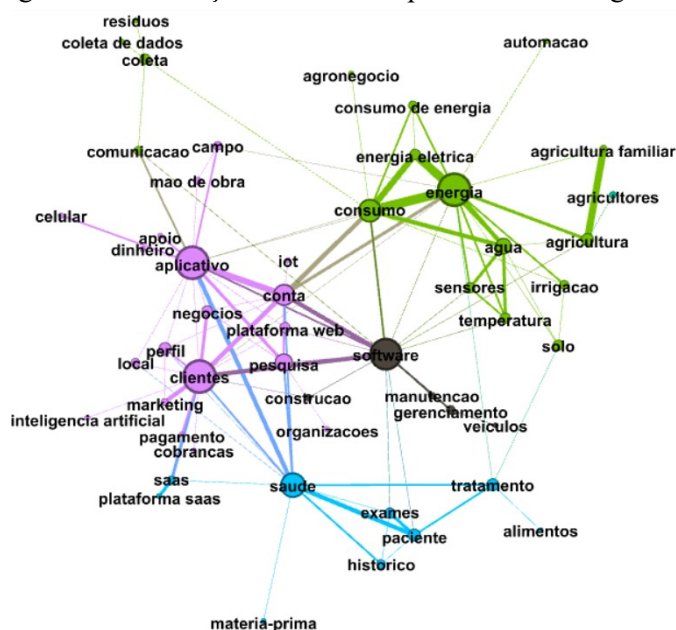 residuos
coleta de dados
coleta
automacao
agronegocio
consumo de energia
comunicacao
campo
energia eletrica
agricultura familiar
mao de obra
energia
agricultores
celular
consumo
apoio
dinheiro
agua
agricultura
aplicativo
iot
conta
sensores
irrigacao
negocios
plataforma web
temperatura
perfil
local
pesquisa
software
solo
clientes
construcao
manutencao
marketing
gerenciamento
inteligencia artificial
organizacoes
veiculos
pagamento
cobrancas
saas
saude
tratamento
plataforma saas
exames
paciente
alimentos
historico
materia-prima